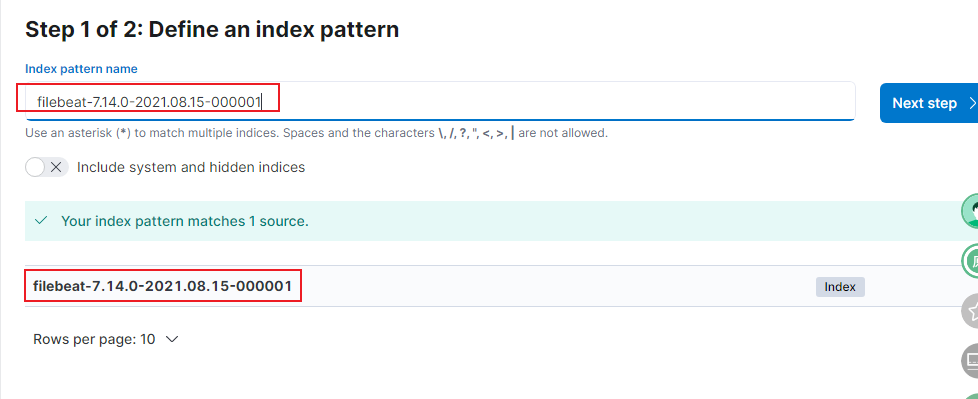 Step 1 of 2: Define an index pattern
Index pattern name
filebeat-7.14.0-2021.08.15-000001
Next step
Use an asterisk (*) to match multiple indices. Spaces and the characters \, /, ?, ", <, >, | are not allowed.
Include system and hidden indices
Your index pattern matches 1 source.
filebeat-7.14.0-2021.08.15-000001
Index
Rows per page: 10